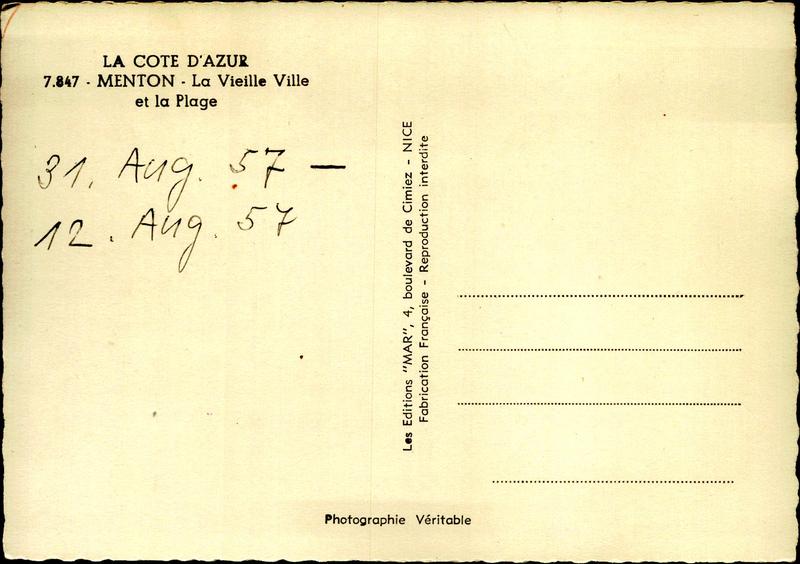 LA COTE D'AZUR
7.847 - MENTON - La Vieille Ville
et la Plage
31. Aug. 57 —
12. Aug. 57
Les Editions "MAR", 4, boulevard de Cimiez - NICE
Fabrication Française - Reproduction interdite
Photographie Véritable